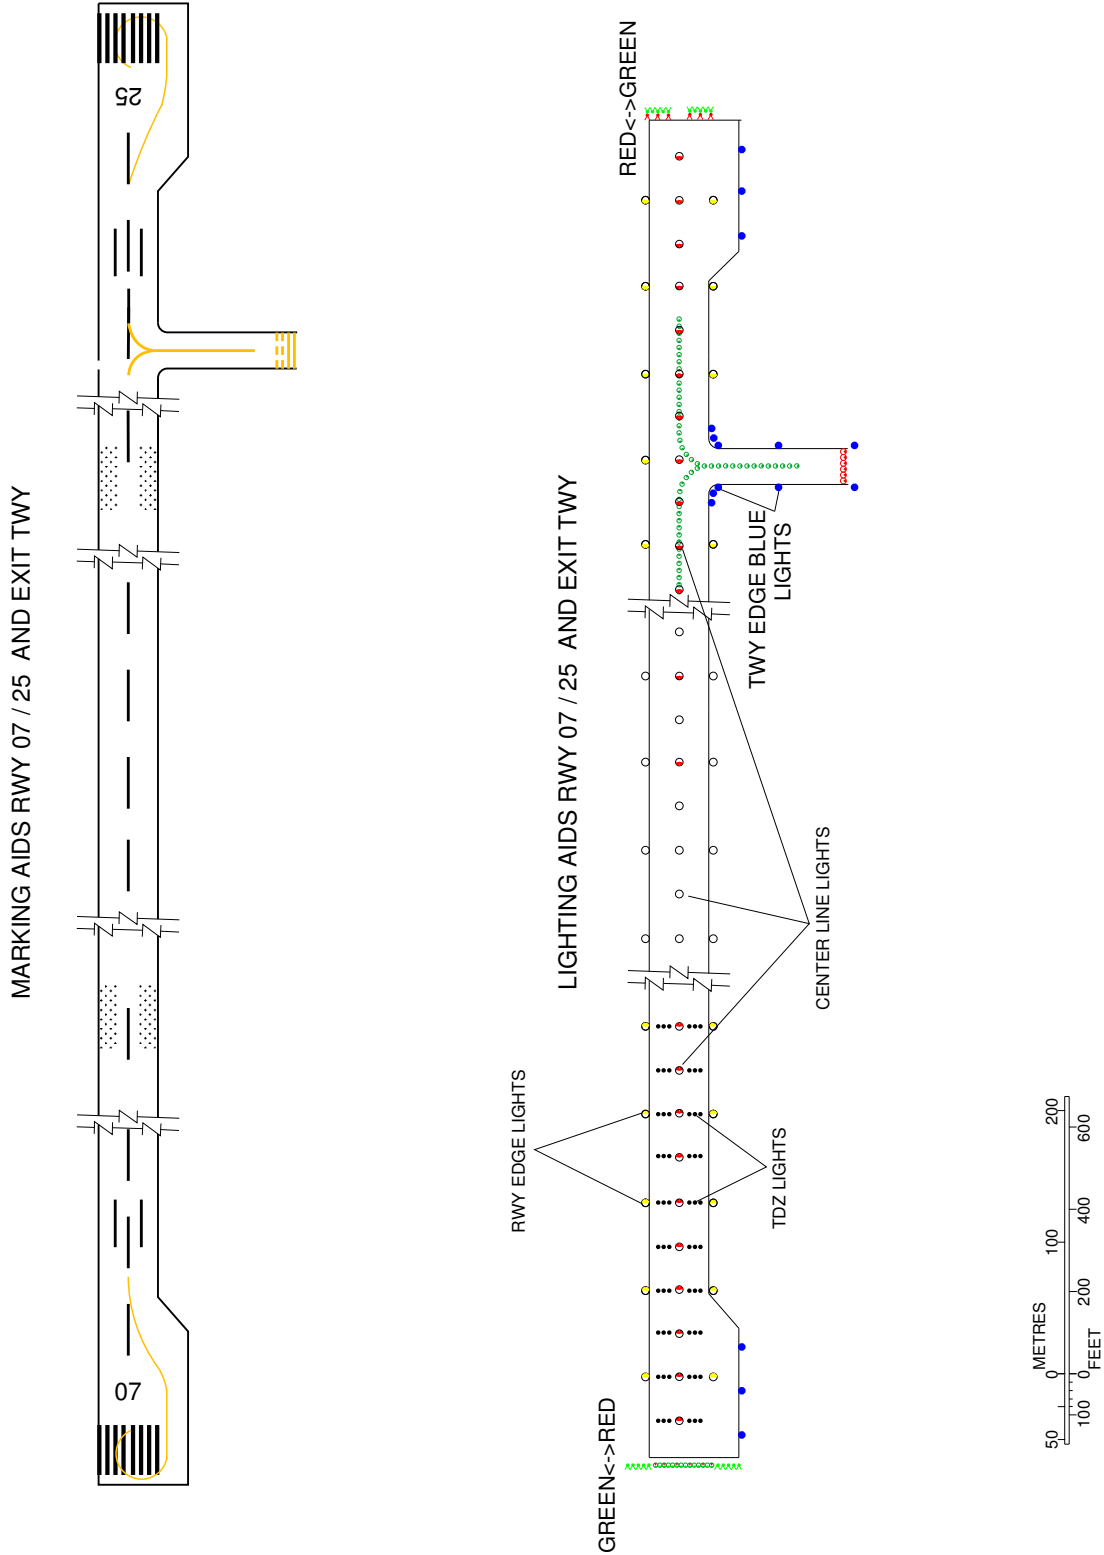 MARKING AIDS RWY 07 / 25 AND EXIT TWY
07
25
LIGHTING AIDS RWY 07 / 25 AND EXIT TWY
GREEN<->RED
RED<->GREEN
RWY EDGE LIGHTS
TDZ LIGHTS
CENTER LINE LIGHTS
TWY EDGE BLUE
LIGHTS
METRES
50 0 100 200
100 0 200 400 600
FEET